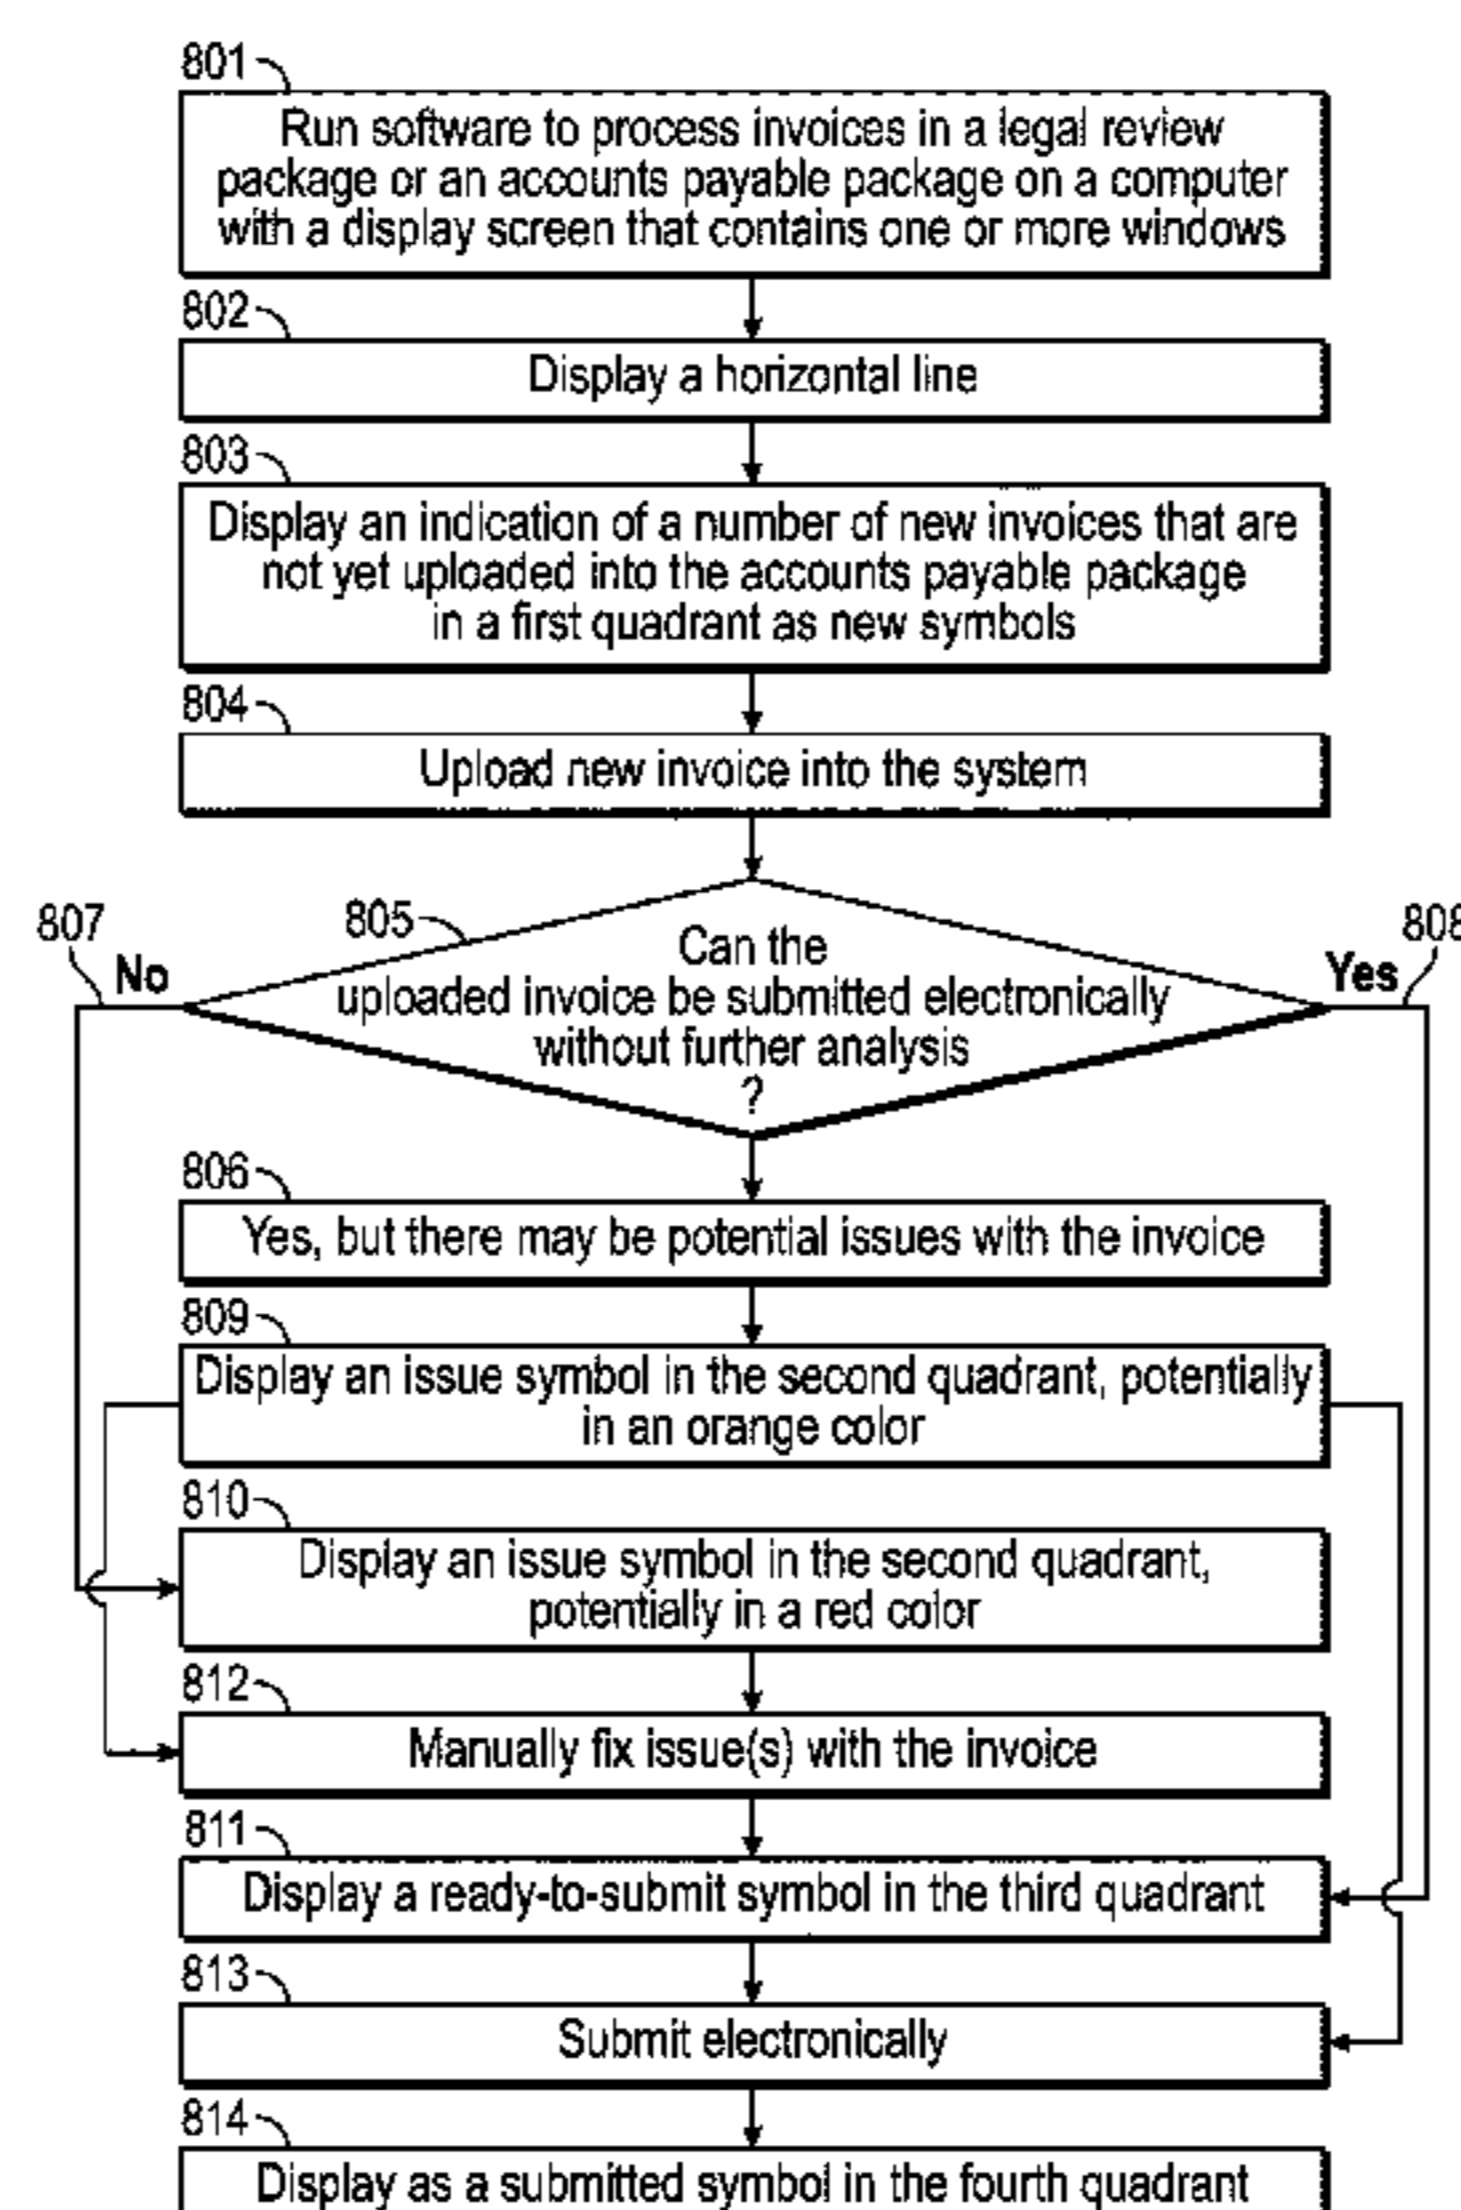 801
Run software to process invoices in a legal review
package or an accounts payable package on a computer
with a display screen that contains one or more windows
802
Display a horizontal line
803
Display an indication of a number of new invoices that are
not yet uploaded into the accounts payable package
in a first quadrant as new symbols
804
Upload new invoice into the system
807
No
805
Can the
uploaded invoice be submitted electronically
without further analysis
?
808
Yes
806
Yes, but there may be potential issues with the invoice
809
Display an issue symbol in the second quadrant, potentially
in an orange color
810
Display an issue symbol in the second quadrant,
potentially in a red color
812
Manually fix issue(s) with the invoice
811
Display a ready-to-submit symbol in the third quadrant
813
Submit electronically
814
Display as a submitted symbol in the fourth quadrant